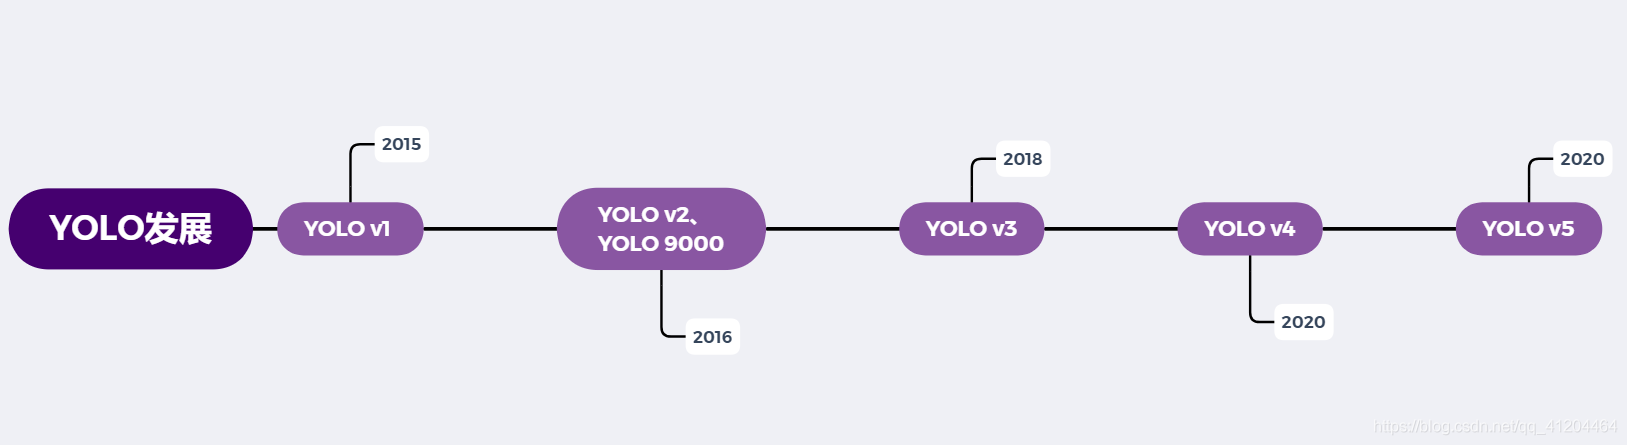 YOLO发展
YOLO v1
2015
YOLO v2、
YOLO 9000
2016
YOLO v3
2018
YOLO v4
2020
YOLO v5
2020
https://blog.csdn.net/qq_41204464